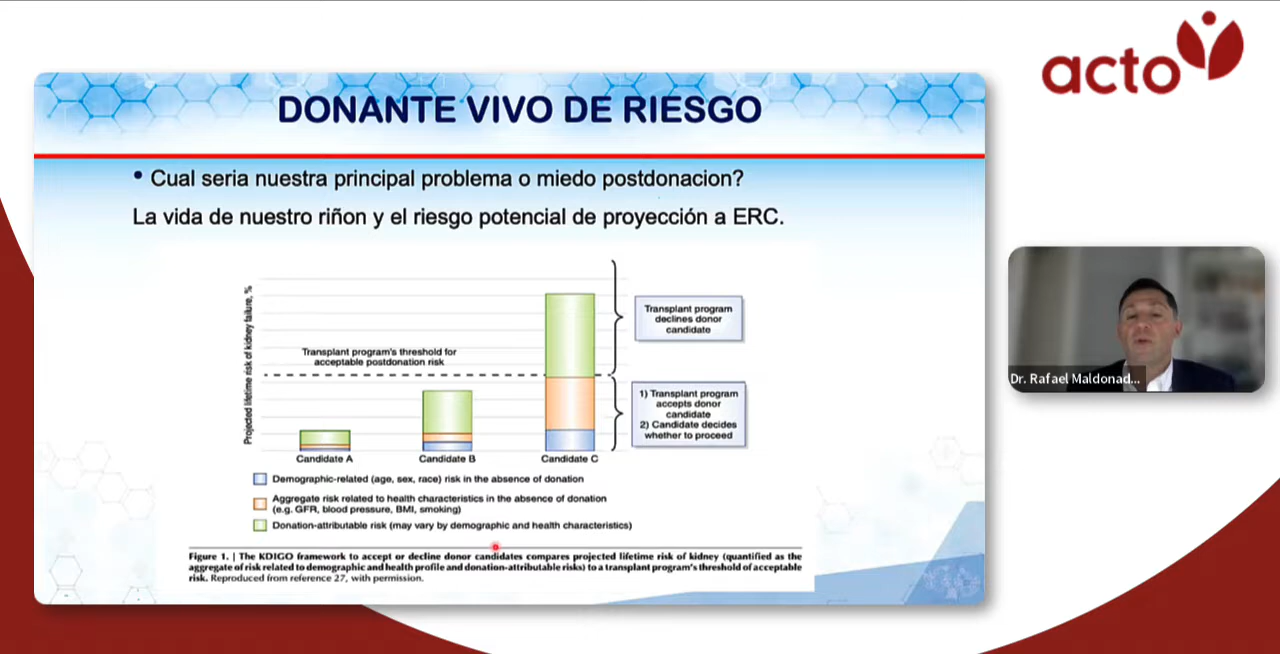 acto
DONANTE VIVO DE RIESGO
• Cual seria nuestra principal problema o miedo postdonacion?
La vida de nuestro riñon y el riesgo potencial de proyección a ERC.
Projected lifetime risk of kidney failure, %
Transplant program's threshold for
acceptable postdonation risk
Transplant program
declines donor
candidate
1) Transplant program
accepts donor
candidate
2) Candidate decides
whether to proceed
Candidate A
Candidate B
Candidate C
Demographic-related (age, sex, race) risk in the absence of donation
Aggregate risk related to health characteristics in the absence of donation
(e.g. GFR, blood pressure, BMI, smoking)
Donation-attributable risk (may vary by demographic and health characteristics)
Figure 1. | The KDIGO framework to accept or decline donor candidates compares projected lifetime risk of kidney (quantified as the
aggregate of risk related to demographic and health profile and donation-attributable risks) to a transplant program's threshold of acceptable
risk. Reproduced from reference 27, with permission.
Dr. Rafael Maldonad...